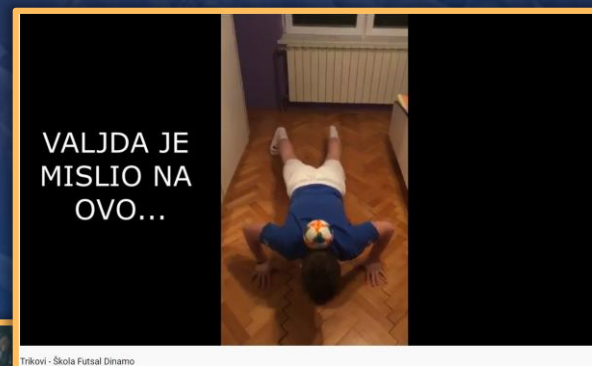 VALJDA JE
MISLIO NA
OVO...
Trikovi - Škola Futsal Dinamo